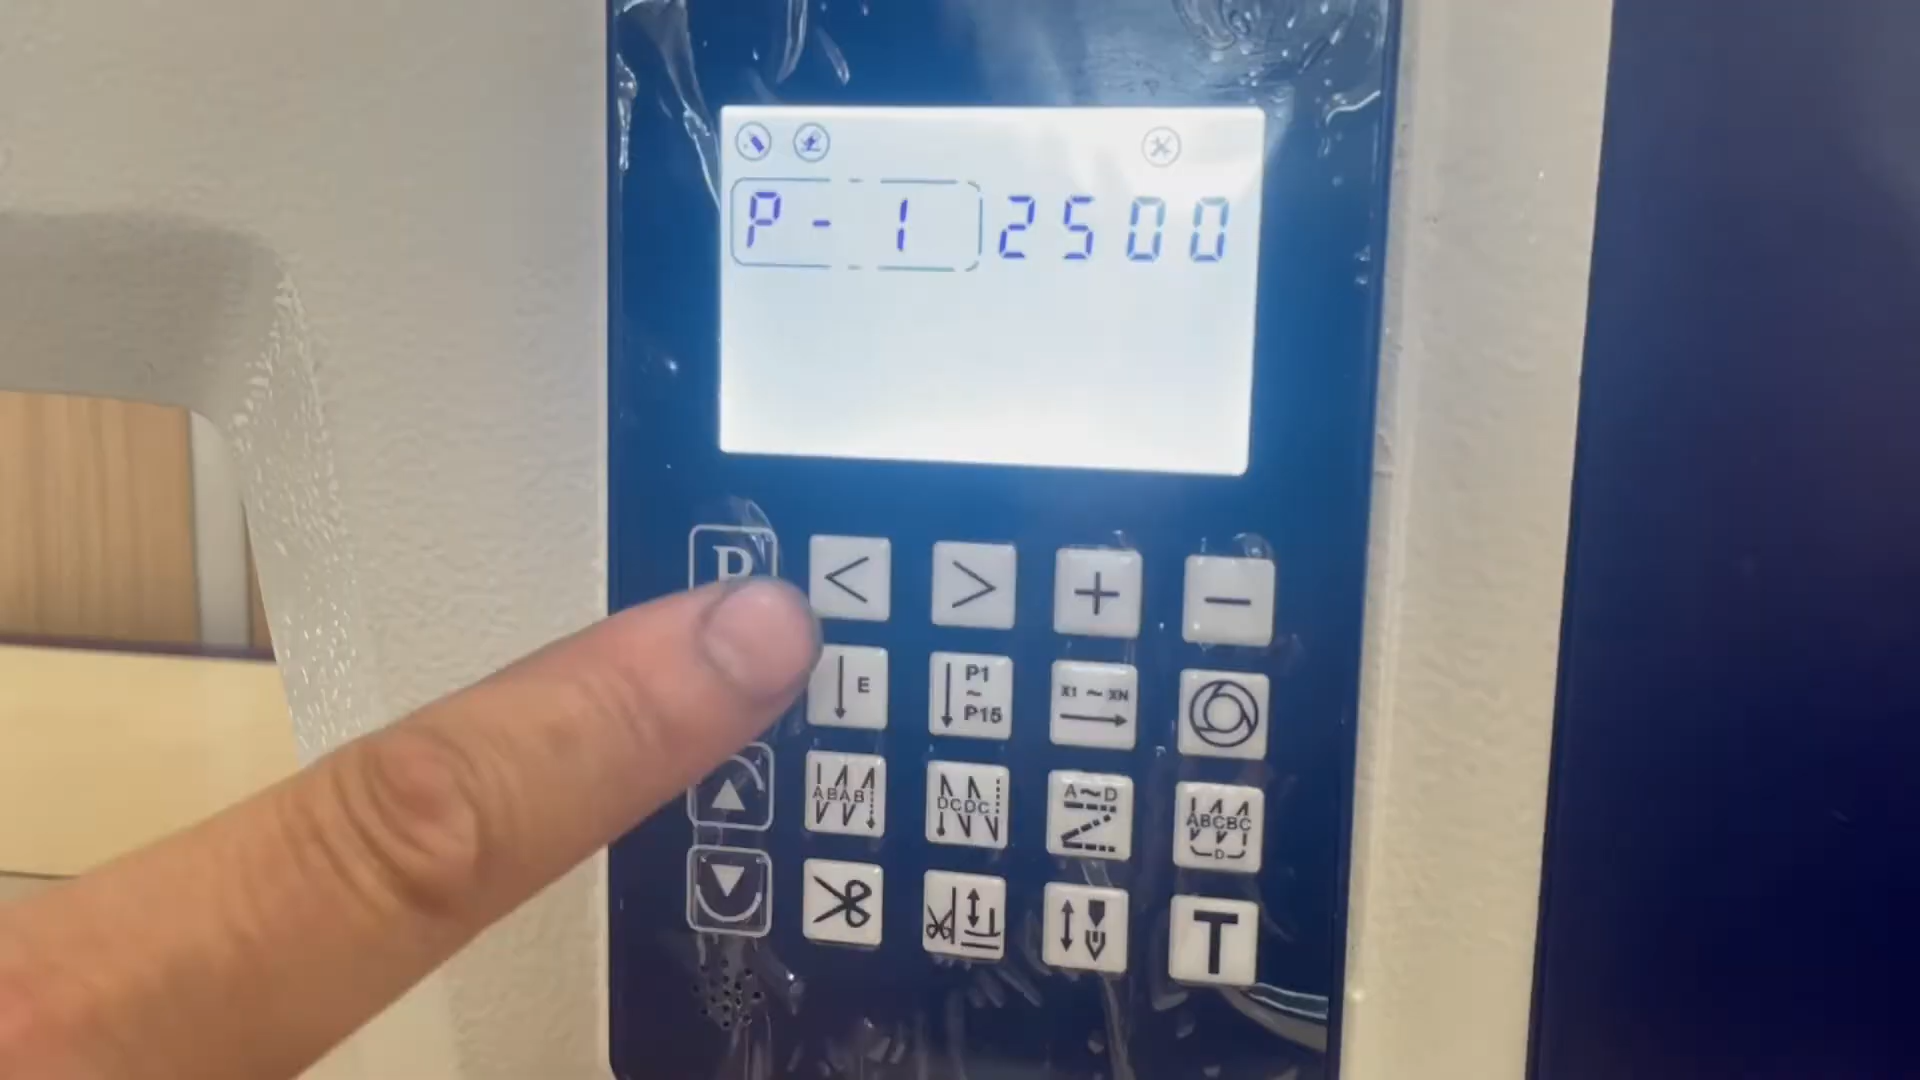 P - 1 2500
P < > + -
E P1 ~ P15 X1 ~ XN
ABAB DCDC A~D ABCBC D
T